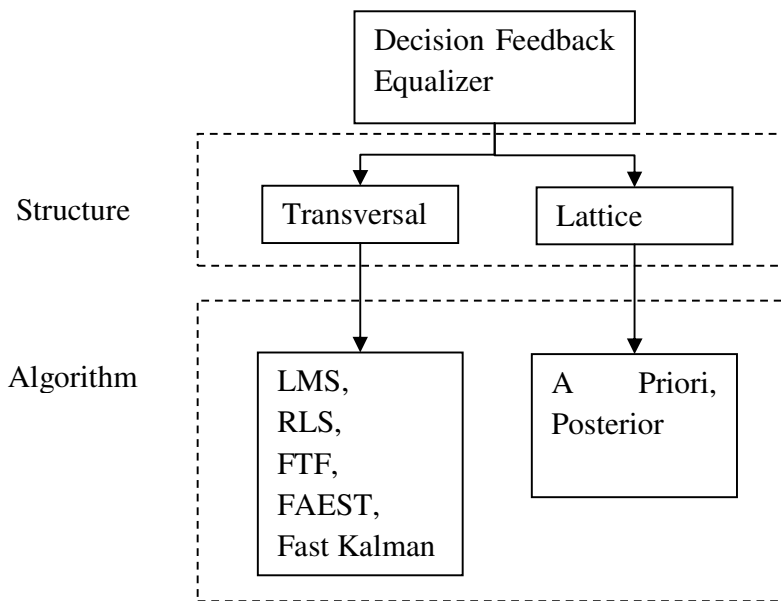 Decision Feedback
Equalizer
Structure
Transversal
Lattice
Algorithm
LMS,
RLS,
FTF,
FAEST,
Fast Kalman
A Priori,
Posterior